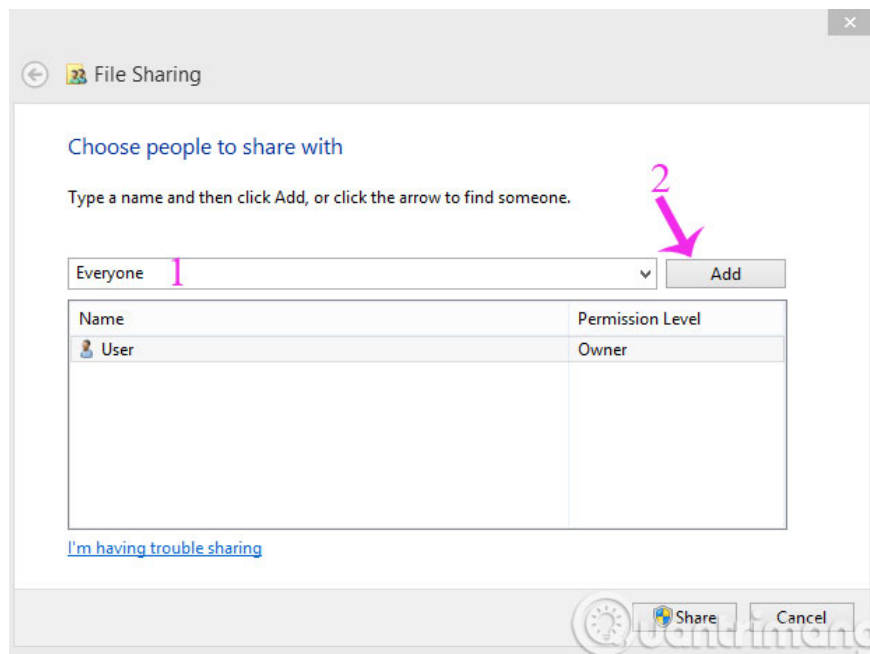 File Sharing
Choose people to share with
Type a name and then click Add, or click the arrow to find someone.
2
Everyone 1 Add
Name Permission Level
User Owner
I'm having trouble sharing
Share Cancel
Quantrimang